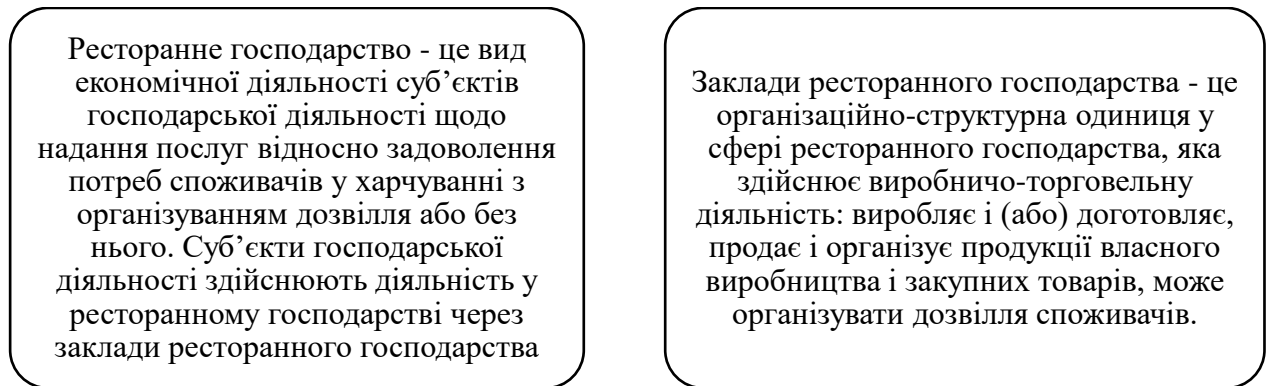 Ресторанне господарство - це вид
економічної діяльності суб’єктів
господарської діяльності щодо
надання послуг відносно задоволення
потреб споживачів у харчуванні з
організуванням дозвілля або без
нього. Суб’єкти господарської
діяльності здійснюють діяльність у
ресторанному господарстві через
заклади ресторанного господарства
Заклади ресторанного господарства - це
організаційно-структурна одиниця у
сфері ресторанного господарства, яка
здійснює виробничо-торговельну
діяльність: виробляє і (або) доготовляє,
продає і організує продукції власного
виробництва і закупних товарів, може
організувати дозвілля споживачів.